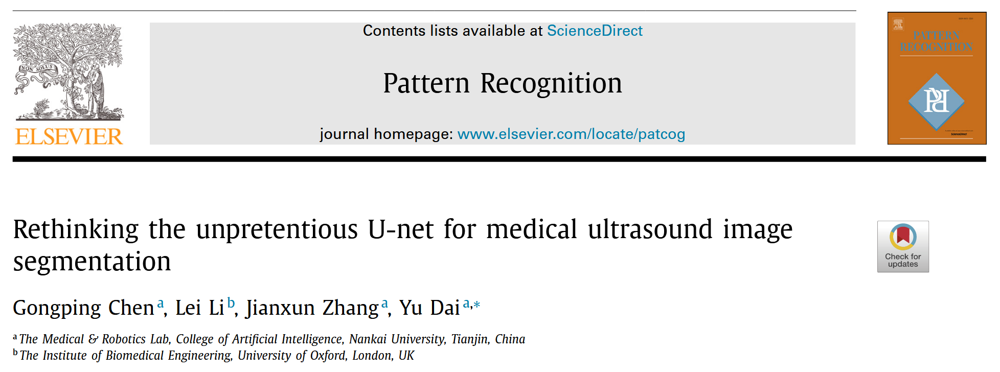 Contents lists available at ScienceDirect
Pattern Recognition
journal homepage: www.elsevier.com/locate/patcog
NON SOLUS
ELSEVIER
PATTERN
RECOGNITION
ScienceDirect
Rethinking the unpretentious U-net for medical ultrasound image
segmentation
Check for
updates
Gongping Chen a, Lei Li b, Jianxun Zhang a, Yu Dai a,*
a The Medical & Robotics Lab, College of Artificial Intelligence, Nankai University, Tianjin, China
b The Institute of Biomedical Engineering, University of Oxford, London, UK